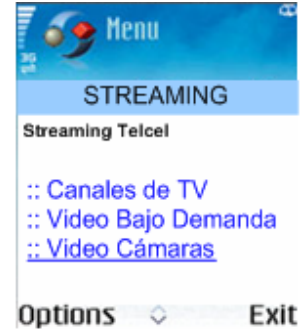 Menu
3G
STREAMING
Streaming Telcel
:: Canales de TV
:: Video Bajo Demanda
:: Video Cámaras
Options Exit